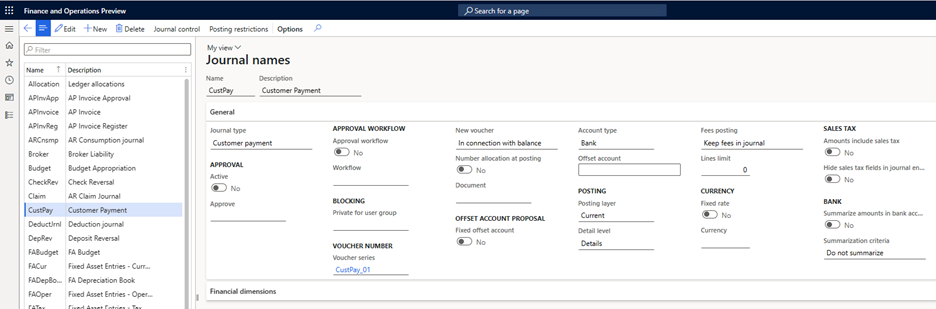 Finance and Operations Preview
Search for a page
Edit
New
Delete
Journal control
Posting restrictions
Options
Filter
Name Description
Allocation Ledger allocations
APInvApp AP Invoice Approval
APInvoice AP Invoice
APInvReg AP Invoice Register
ARCnsmp AR Consumption journal
Broker Broker Liability
Budget Budget Appropriation
CheckRev Check Reversal
Claim AR Claim Journal
CustPay Customer Payment
DeductJrnl Deduction journal
DepRev Deposit Reversal
FABudget FA Budget
FACur Fixed Asset Entries - Curr...
FADepBo... FA Depreciation Book
FAOper Fixed Asset Entries - Oper...
FATax Fixed Asset Entries - Tax
My view
Journal names
Name
CustPay
Description
Customer Payment
General
Journal type
Customer payment
APPROVAL
Active
No
Approve
APPROVAL WORKFLOW
Approval workflow
No
Workflow
BLOCKING
Private for user group
VOUCHER NUMBER
Voucher series
CustPay_01
New voucher
In connection with balance
Number allocation at posting
No
Document
OFFSET ACCOUNT PROPOSAL
Fixed offset account
No
Account type
Bank
Offset account
POSTING
Posting layer
Current
Detail level
Details
Fees posting
Keep fees in journal
Lines limit
0
CURRENCY
Fixed rate
No
Currency
SALES TAX
Amounts include sales tax
No
Hide sales tax fields in journal en...
No
BANK
Summarize amounts in bank acc...
No
Summarization criteria
Do not summarize
Financial dimensions